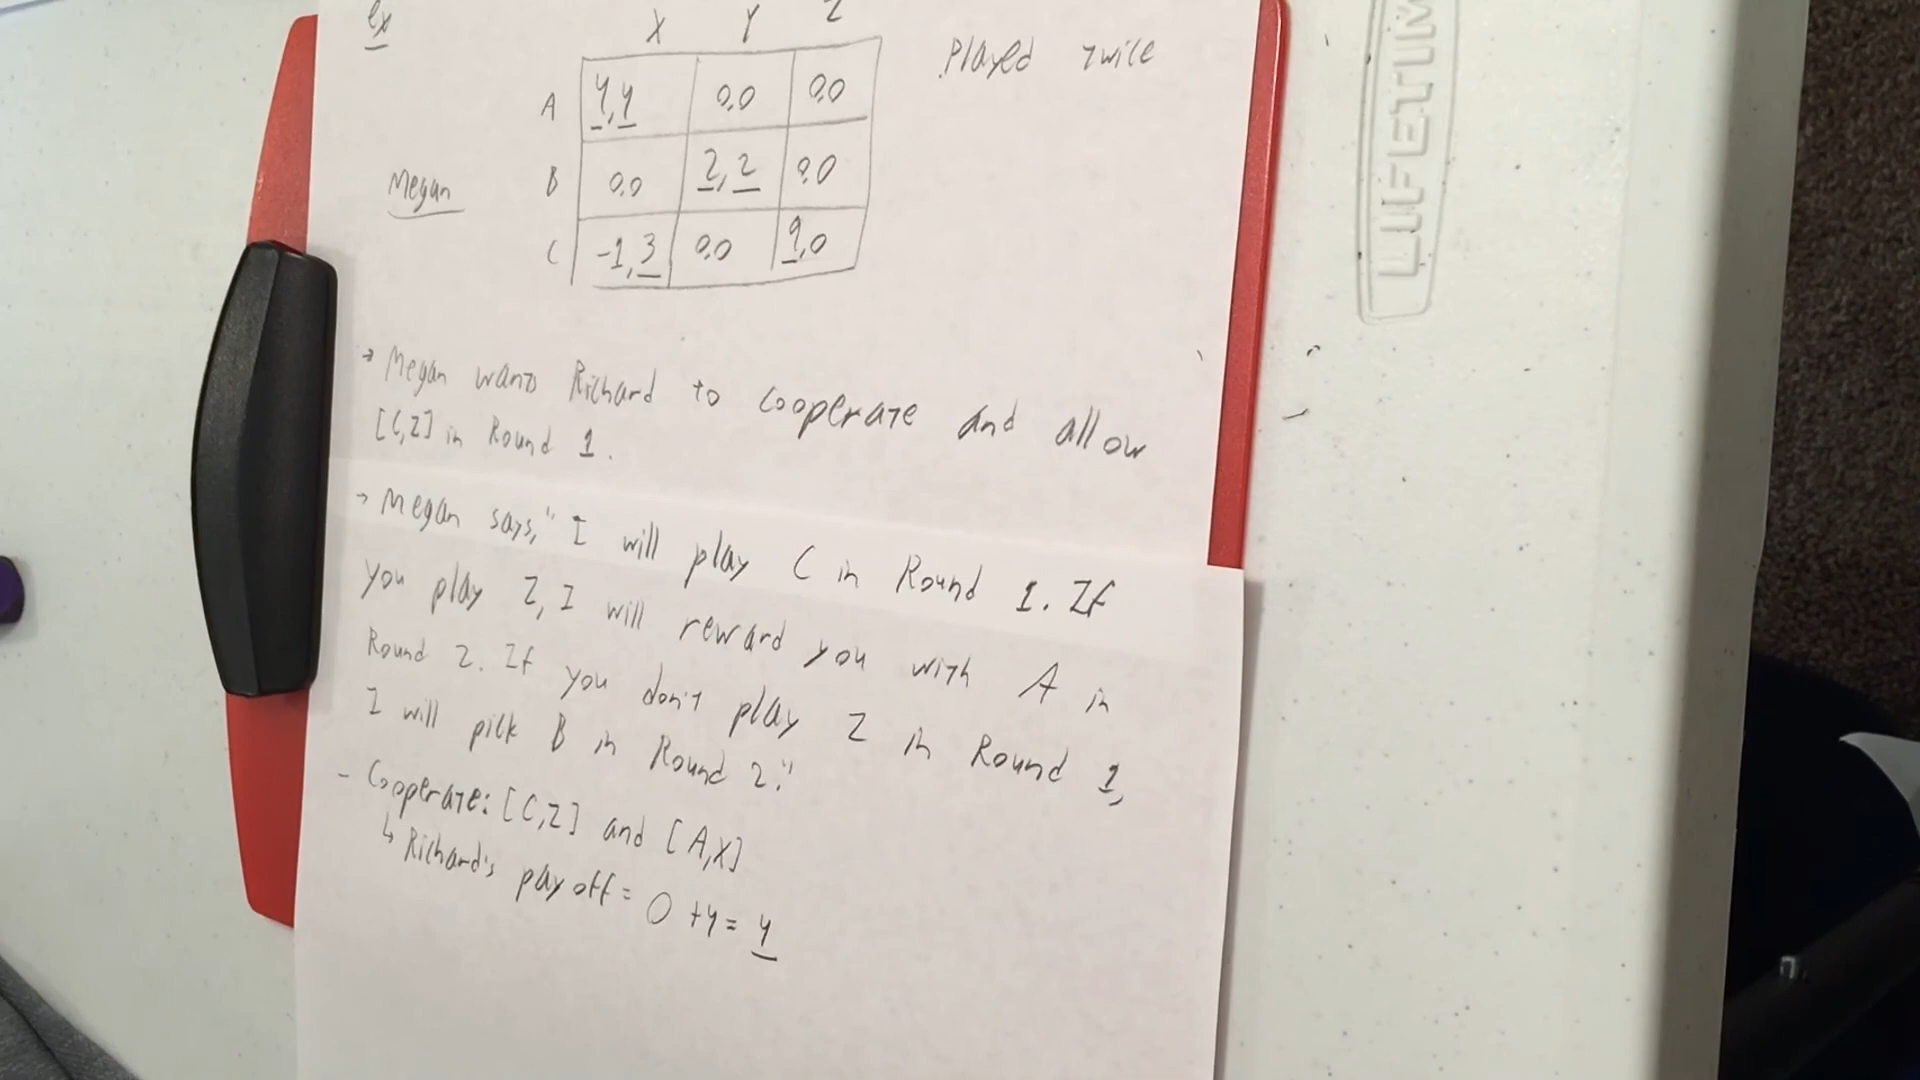 ex
X Y Z
Played twice
A 4,4 0,0 0,0
Megan
B 0,0 2,2 0,0
C -1,3 0,0 9,0
→ Megan wants Richard to cooperate and allow
[C,Z] in Round 1.
→ Megan says, "I will play C in Round 1. If
you play Z, I will reward you with A in
Round 2. If you don't play Z in Round 1,
I will pick B in Round 2."
- Cooperate: [C,Z] and [A,X]
↳ Richard's payoff = 0 + 4 = 4
LIFETIM